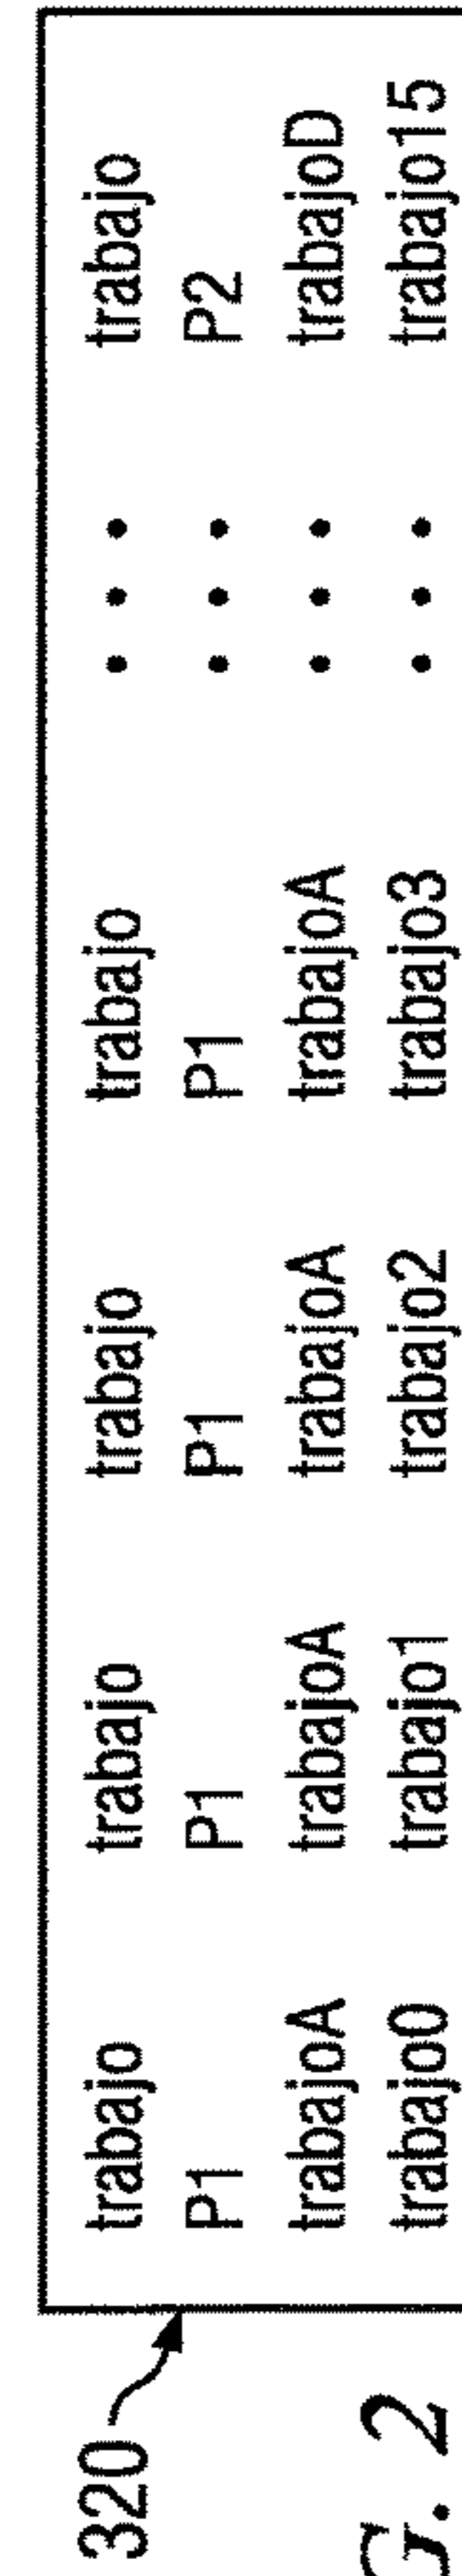 320
trabajo trabajo trabajo trabajo • • • trabajo
P1 P1 P1 P1 • • • P2
trabajoA trabajoA trabajoA trabajoA • • • trabajoD
trabajo0 trabajo1 trabajo2 trabajo3 • • • trabajo15
G. 2